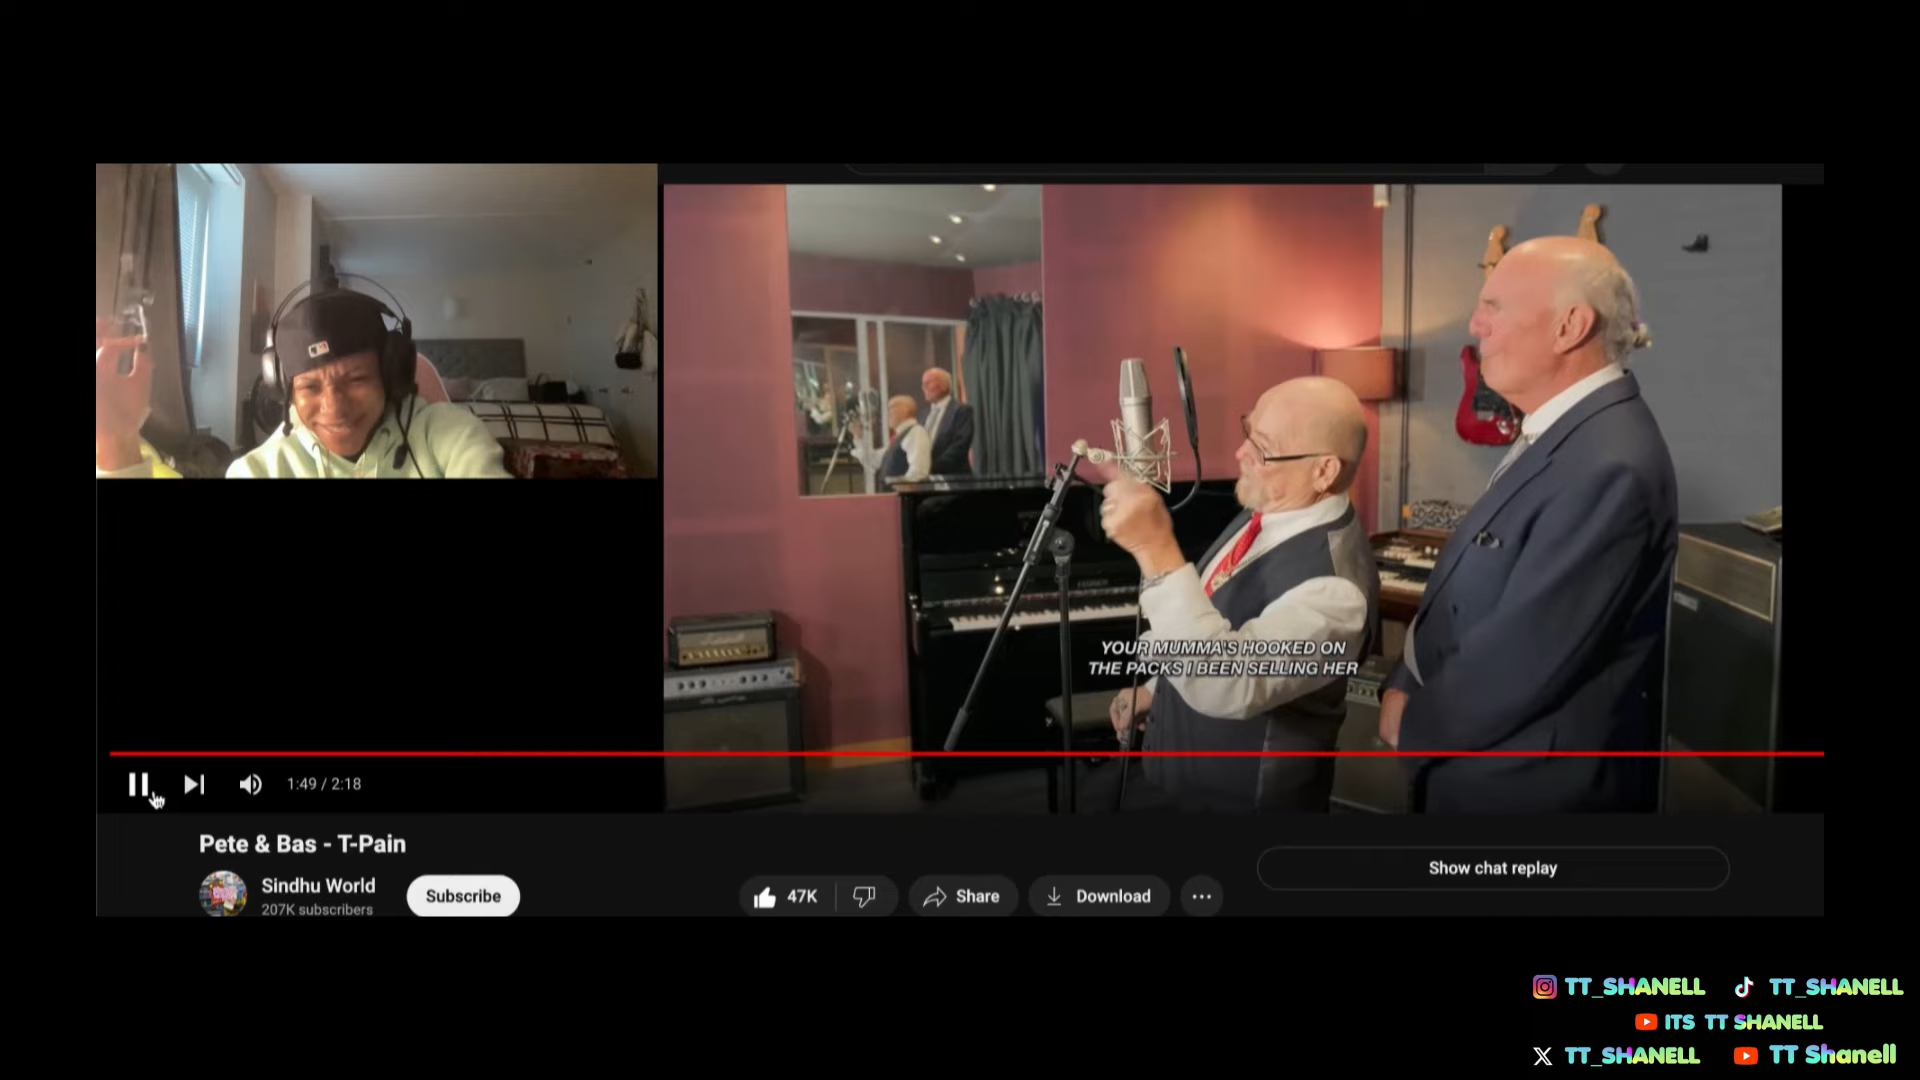 YOUR MUMMA'S HOOKED ON
THE PACKS I BEEN SELLING HER
1:49 / 2:18
Pete & Bas - T-Pain
Sindhu World
207K subscribers
Subscribe
47K
Share
Download
Show chat replay
TT_SHANELL
TT_SHANELL
ITS TT SHANELL
TT_SHANELL
TT Shanell